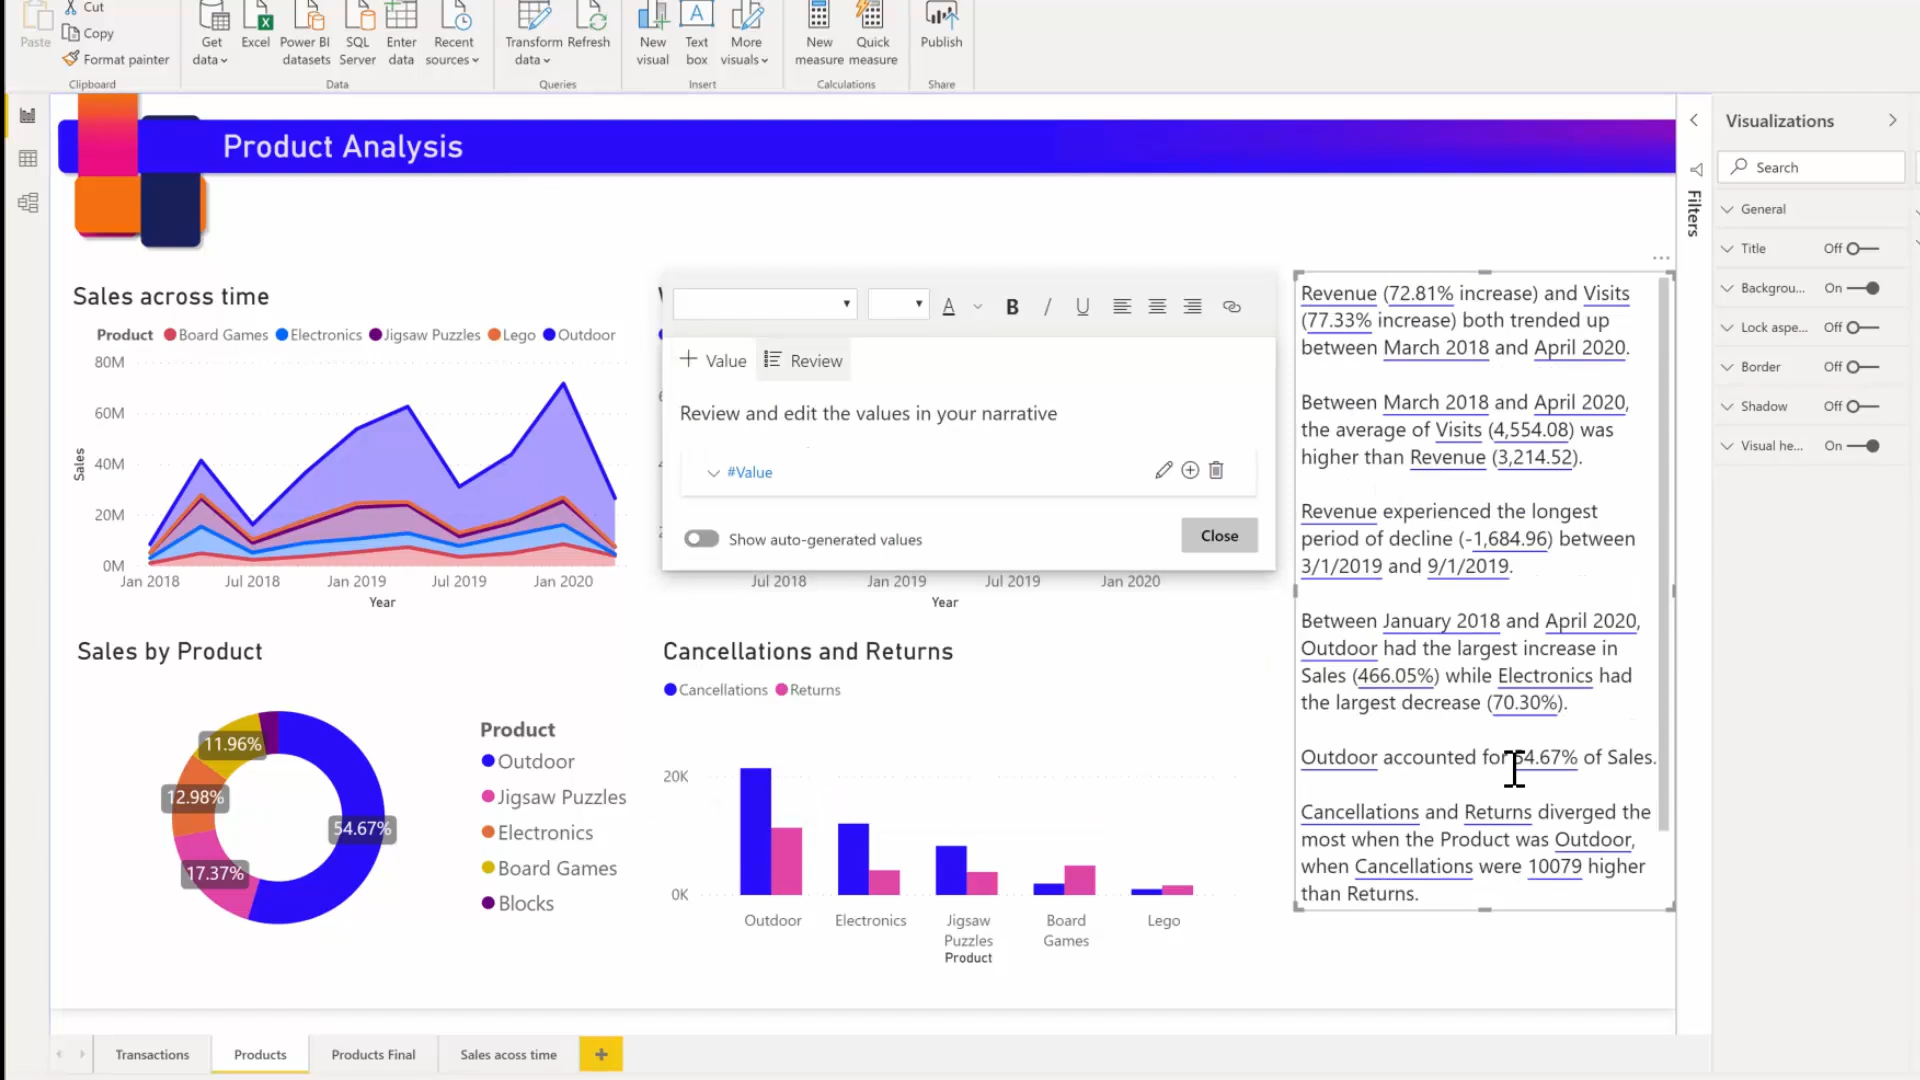 Cut
Copy
Format painter
Paste
Clipboard
Get data
Excel
Power BI datasets
SQL Server
Enter data
Recent sources
Data
Transform data
Refresh
Queries
New visual
Text box
More visuals
Insert
New measure
Quick measure
Calculations
Publish
Share
Product Analysis
Sales across time
Product Board Games Electronics Jigsaw Puzzles Lego Outdoor
80M
60M
40M
20M
0M
Sales
Jan 2018 Jul 2018 Jan 2019 Jul 2019 Jan 2020
Year
A B / U
Value Review
Review and edit the values in your narrative
#Value
Show auto-generated values
Close
Jul 2018 Jan 2019 Jul 2019 Jan 2020
Year
Sales by Product
11.96%
12.98%
54.67%
17.37%
Product
Outdoor
Jigsaw Puzzles
Electronics
Board Games
Blocks
Cancellations and Returns
Cancellations Returns
20K
0K
Outdoor Electronics Jigsaw Puzzles Board Games Lego
Product
Revenue (72.81% increase) and Visits
(77.33% increase) both trended up
between March 2018 and April 2020.
Between March 2018 and April 2020,
the average of Visits (4,554.08) was
higher than Revenue (3,214.52).
Revenue experienced the longest
period of decline (-1,684.96) between
3/1/2019 and 9/1/2019.
Between January 2018 and April 2020,
Outdoor had the largest increase in
Sales (466.05%) while Electronics had
the largest decrease (70.30%).
Outdoor accounted for 54.67% of Sales.
Cancellations and Returns diverged the
most when the Product was Outdoor,
when Cancellations were 10079 higher
than Returns.
Filters
Visualizations
Search
General
Title Off
Backgrou... On
Lock aspe... Off
Border Off
Shadow Off
Visual he... On
Transactions Products Products Final Sales acoss time +